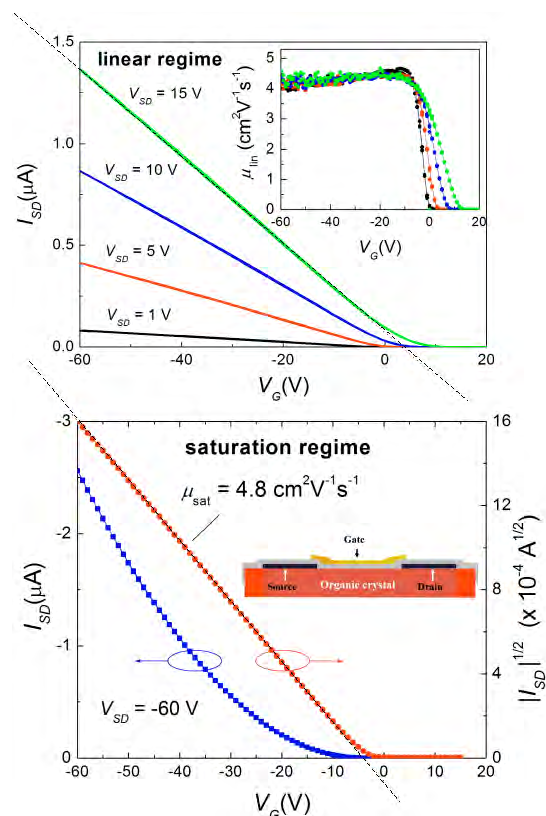 1.5
1.0
0.5
0.0
I_SD(μA)
linear regime
V_SD = 15 V
V_SD = 10 V
V_SD = 5 V
V_SD = 1 V
-60 -40 -20 0 20
V_G(V)
5
4
3
2
1
0
μ_lin (cm²V⁻¹s⁻¹)
-60 -40 -20 0 20
V_G(V)
-3
-2
-1
0
I_SD(μA)
saturation regime
μ_sat = 4.8 cm²V⁻¹s⁻¹
Gate
Source
Organic crystal
Drain
V_SD = -60 V
16
12
8
4
0
|I_SD|^1/2 (x 10⁻⁴ A^1/2)
-60 -50 -40 -30 -20 -10 0 10 20
V_G(V)